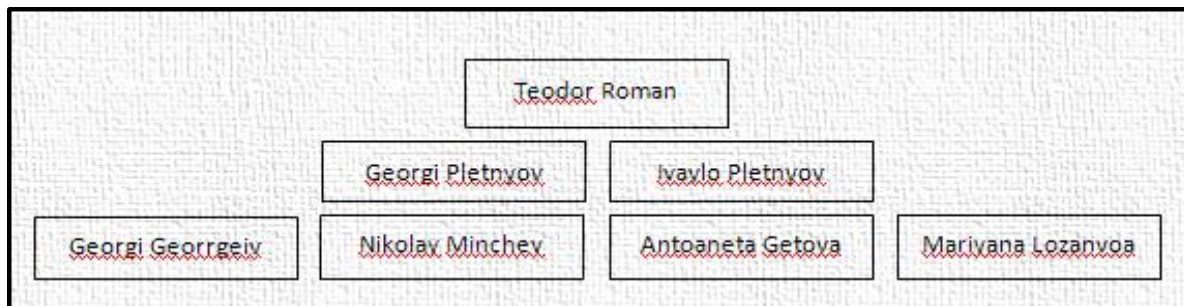 Teodor Roman
Georgi Pletnyov
Ivaylo Pletnyov
Georgi Georrgeiv
Nikolay Minchev
Antoaneta Getova
Mariyana Lozanvoa